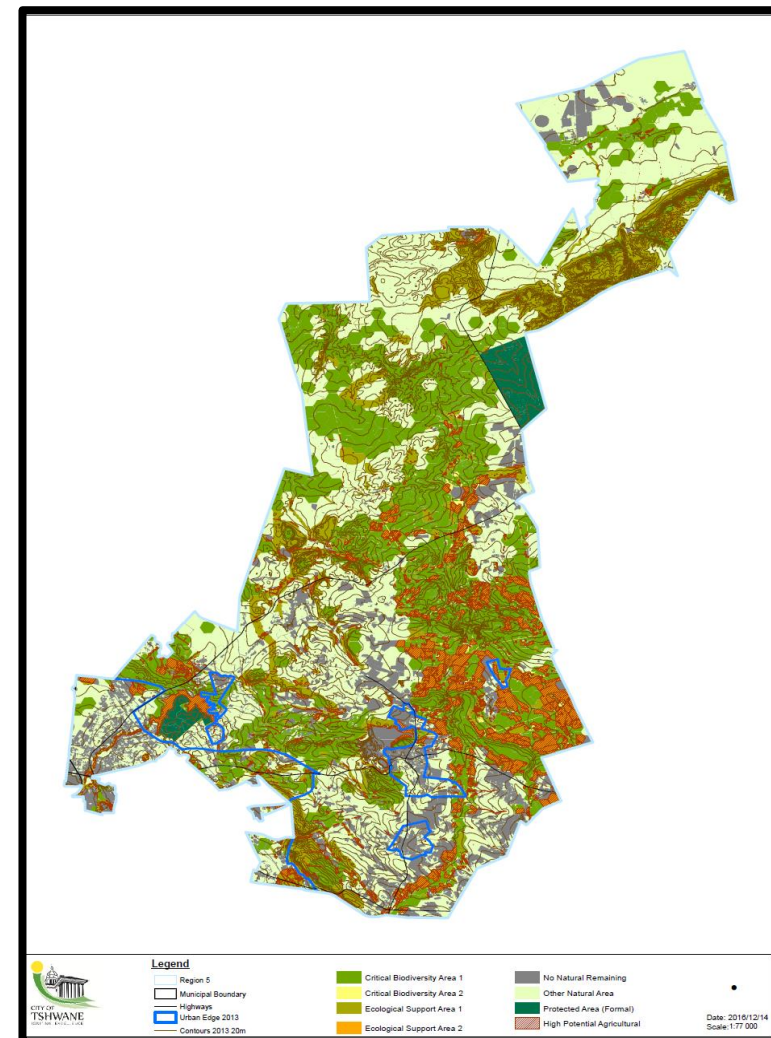 Legend
Region 5
Municipal Boundary
Highways
Urban Edge 2013
Contours 2013 20m
Critical Biodiversity Area 1
Critical Biodiversity Area 2
Ecological Support Area 1
Ecological Support Area 2
No Natural Remaining
Other Natural Area
Protected Area (Formal)
High Potential Agricultural
CITY OF
TSHWANE
Date: 2016/12/14
Scale:1:77 000